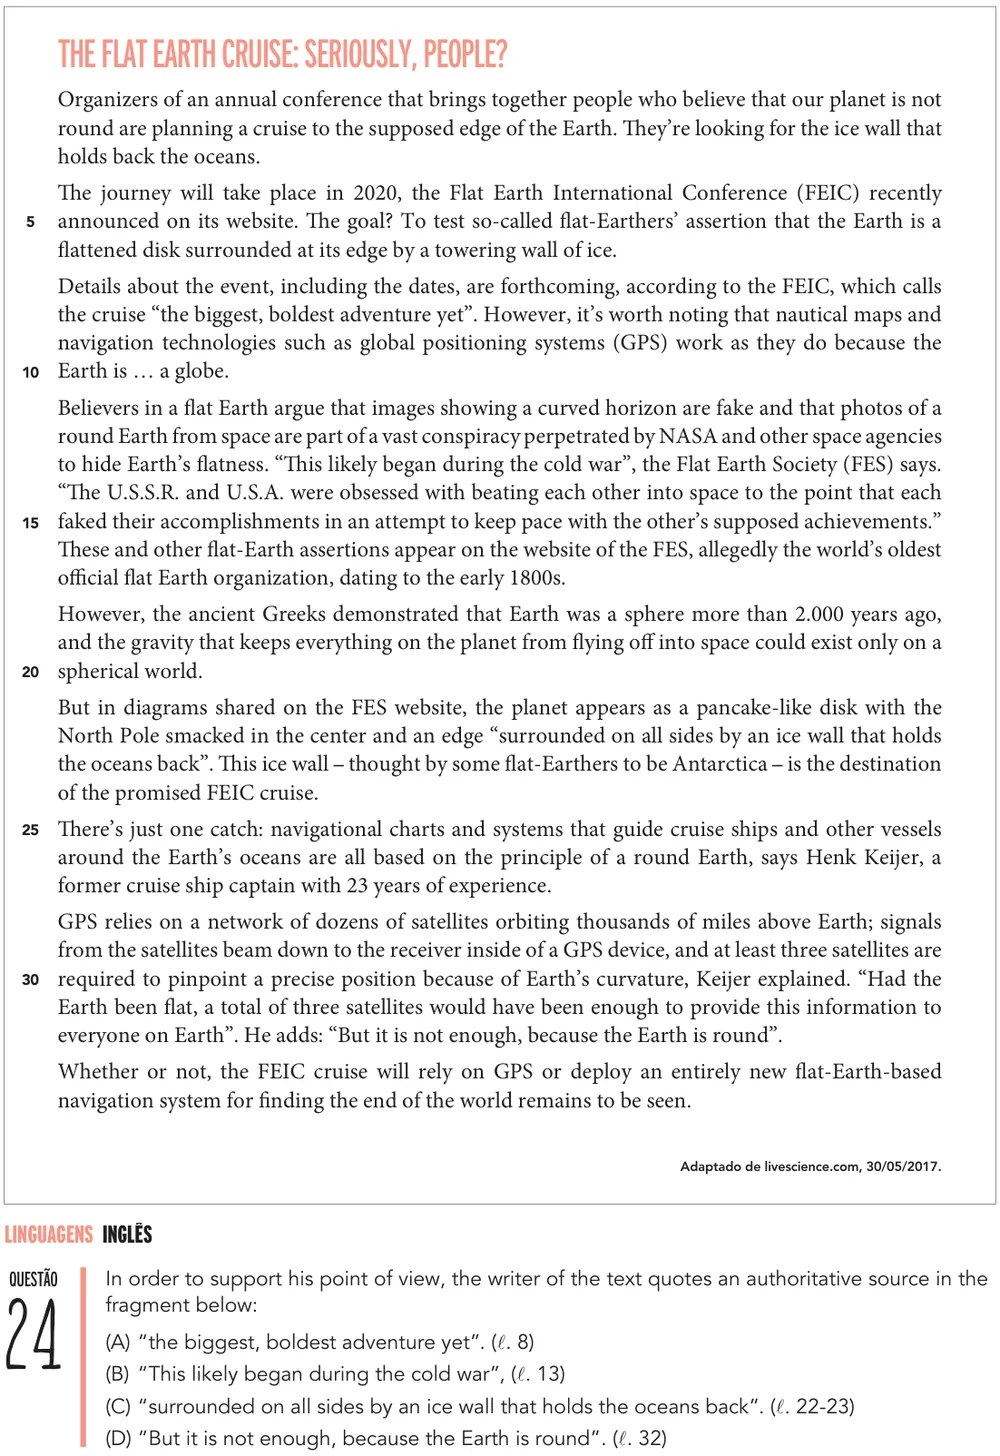 THE FLAT EARTH CRUISE: SERIOUSLY, PEOPLE?
Organizers of an annual conference that brings together people who believe that our planet is not
round are planning a cruise to the supposed edge of the Earth. They’re looking for the ice wall that
holds back the oceans.
The journey will take place in 2020, the Flat Earth International Conference (FEIC) recently
5 announced on its website. The goal? To test so-called flat-Earthers’ assertion that the Earth is a
flattened disk surrounded at its edge by a towering wall of ice.
Details about the event, including the dates, are forthcoming, according to the FEIC, which calls
the cruise “the biggest, boldest adventure yet”. However, it’s worth noting that nautical maps and
navigation technologies such as global positioning systems (GPS) work as they do because the
10 Earth is … a globe.
Believers in a flat Earth argue that images showing a curved horizon are fake and that photos of a
round Earth from space are part of a vast conspiracy perpetrated by NASA and other space agencies
to hide Earth’s flatness. “This likely began during the cold war”, the Flat Earth Society (FES) says.
“The U.S.S.R. and U.S.A. were obsessed with beating each other into space to the point that each
15 faked their accomplishments in an attempt to keep pace with the other’s supposed achievements.”
These and other flat-Earth assertions appear on the website of the FES, allegedly the world’s oldest
official flat Earth organization, dating to the early 1800s.
However, the ancient Greeks demonstrated that Earth was a sphere more than 2.000 years ago,
and the gravity that keeps everything on the planet from flying off into space could exist only on a
20 spherical world.
But in diagrams shared on the FES website, the planet appears as a pancake-like disk with the
North Pole smacked in the center and an edge “surrounded on all sides by an ice wall that holds
the oceans back”. This ice wall – thought by some flat-Earthers to be Antarctica – is the destination
of the promised FEIC cruise.
25 There’s just one catch: navigational charts and systems that guide cruise ships and other vessels
around the Earth’s oceans are all based on the principle of a round Earth, says Henk Keijer, a
former cruise ship captain with 23 years of experience.
GPS relies on a network of dozens of satellites orbiting thousands of miles above Earth; signals
from the satellites beam down to the receiver inside of a GPS device, and at least three satellites are
30 required to pinpoint a precise position because of Earth’s curvature, Keijer explained. “Had the
Earth been flat, a total of three satellites would have been enough to provide this information to
everyone on Earth”. He adds: “But it is not enough, because the Earth is round”.
Whether or not, the FEIC cruise will rely on GPS or deploy an entirely new flat-Earth-based
navigation system for finding the end of the world remains to be seen.
Adaptado de livescience.com, 30/05/2017.
LINGUAGENS INGLÊS
QUESTÃO
24
In order to support his point of view, the writer of the text quotes an authoritative source in the
fragment below:
(A) “the biggest, boldest adventure yet”. (ℓ. 8)
(B) “This likely began during the cold war”, (ℓ. 13)
(C) “surrounded on all sides by an ice wall that holds the oceans back”. (ℓ. 22-23)
(D) “But it is not enough, because the Earth is round”. (ℓ. 32)